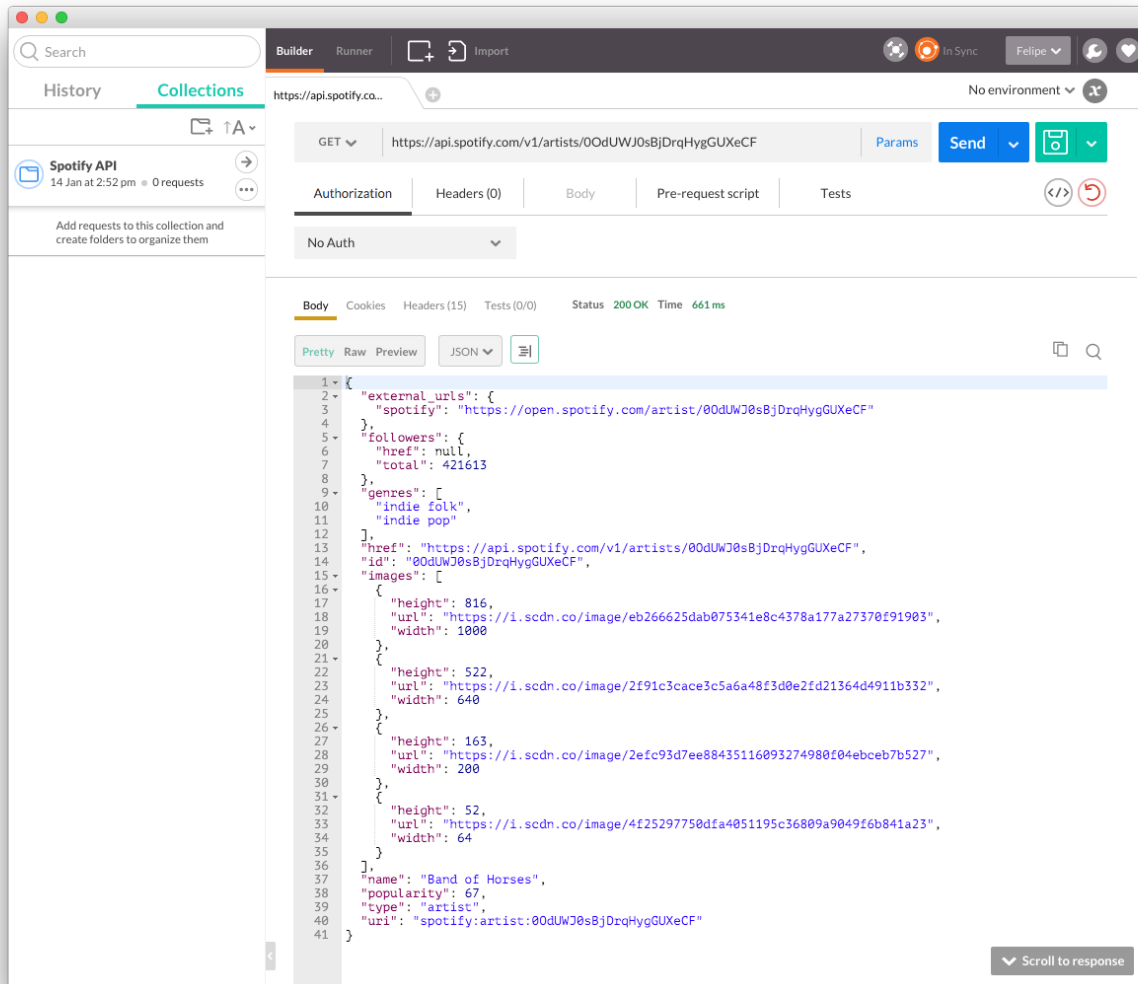 Search
History Collections
↑A
Spotify API
14 Jan at 2:52 pm 0 requests
Add requests to this collection and
create folders to organize them
Builder Runner Import In Sync Felipe
https://api.spotify.co... No environment
GET https://api.spotify.com/v1/artists/0OdUWJ0sBjDrqHygGUXeCF Params Send
Authorization Headers (0) Body Pre-request script Tests </>
No Auth
Body Cookies Headers (15) Tests (0/0) Status 200 OK Time 661 ms
Pretty Raw Preview JSON
1 {
2 "external_urls": {
3 "spotify": "https://open.spotify.com/artist/0OdUWJ0sBjDrqHygGUXeCF"
4 },
5 "followers": {
6 "href": null,
7 "total": 421613
8 },
9 "genres": [
10 "indie folk",
11 "indie pop"
12 ],
13 "href": "https://api.spotify.com/v1/artists/0OdUWJ0sBjDrqHygGUXeCF",
14 "id": "0OdUWJ0sBjDrqHygGUXeCF",
15 "images": [
16 {
17 "height": 816,
18 "url": "https://i.scdn.co/image/eb266625dab075341e8c4378a177a27370f91903",
19 "width": 1000
20 },
21 {
22 "height": 522,
23 "url": "https://i.scdn.co/image/2f91c3cace3c5a6a48f3d0e2fd21364d4911b332",
24 "width": 640
25 },
26 {
27 "height": 163,
28 "url": "https://i.scdn.co/image/2efc93d7ee88435116093274980f04ebceb7b527",
29 "width": 200
30 },
31 {
32 "height": 52,
33 "url": "https://i.scdn.co/image/4f25297750dfa4051195c36809a9049f6b841a23",
34 "width": 64
35 }
36 ],
37 "name": "Band of Horses",
38 "popularity": 67,
39 "type": "artist",
40 "uri": "spotify:artist:0OdUWJ0sBjDrqHygGUXeCF"
41 }
Scroll to response